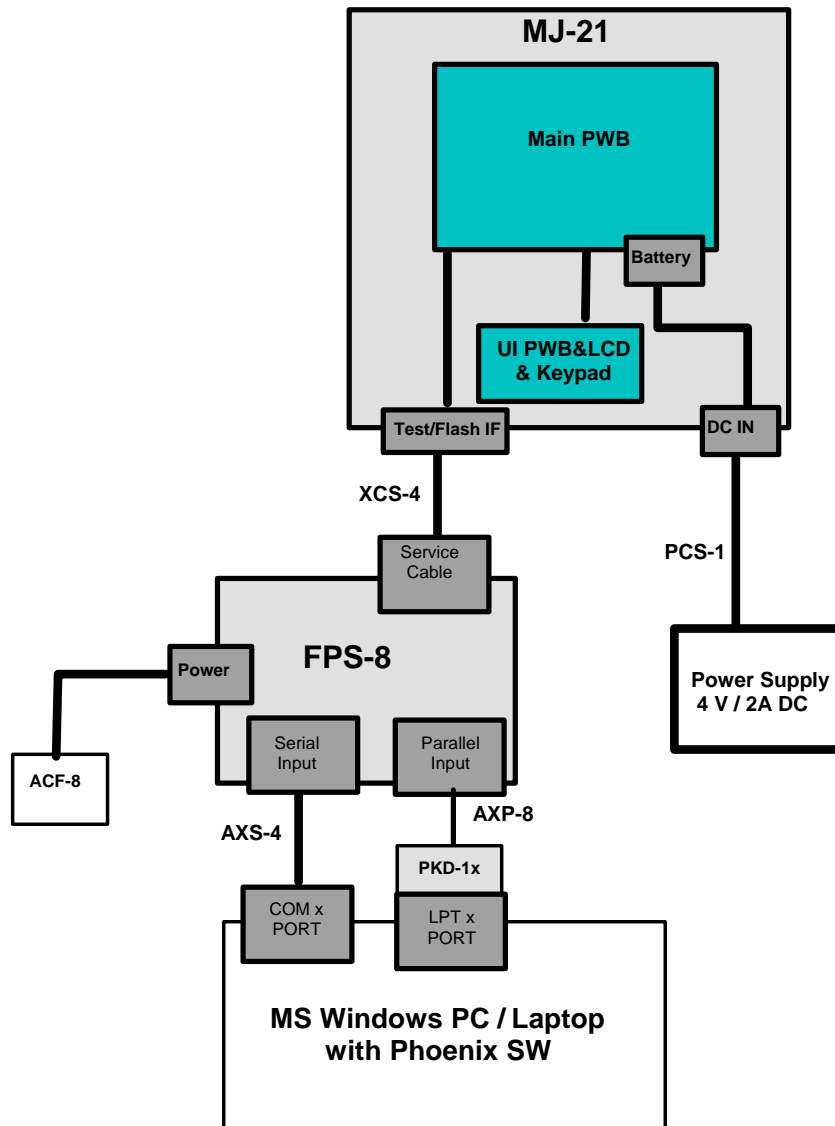 MJ-21
Main PWB
Battery
UI PWB&LCD
& Keypad
Test/Flash IF
DC IN
XCS-4
PCS-1
Service
Cable
FPS-8
Power
Power Supply
4 V / 2A DC
Serial
Input
Parallel
Input
ACF-8
AXS-4
AXP-8
PKD-1x
COM x
PORT
LPT x
PORT
MS Windows PC / Laptop
with Phoenix SW